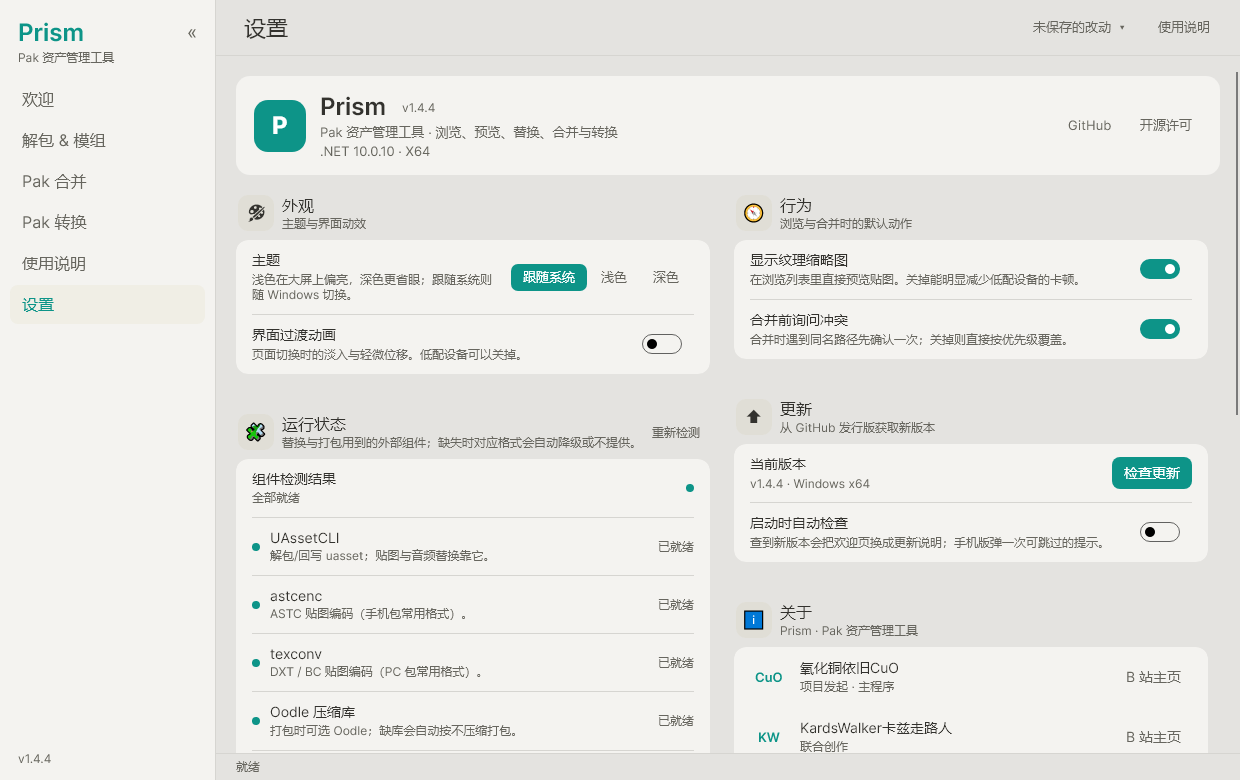 Prism
«
Pak 资产管理工具
欢迎
解包 & 模组
Pak 合并
Pak 转换
使用说明
设置
v1.4.4
设置
未保存的改动 ▾
使用说明
P
Prism v1.4.4
Pak 资产管理工具 · 浏览、预览、替换、合并与转换
.NET 10.0.10 · X64
GitHub
开源许可
外观
主题与界面动效
主题
浅色在大屏上偏亮，深色更省眼；跟随系统则
随 Windows 切换。
跟随系统
浅色
深色
界面过渡动画
页面切换时的淡入与轻微位移。低配设备可以关掉。
运行状态
替换与打包用到的外部组件；缺失时对应格式会自动降级或不提供。
重新检测
组件检测结果
全部就绪
UAssetCLI
解包/回写 uasset；贴图与音频替换靠它。
已就绪
astcenc
ASTC 贴图编码（手机包常用格式）。
已就绪
texconv
DXT / BC 贴图编码（PC 包常用格式）。
已就绪
Oodle 压缩库
打包时可选 Oodle；缺库会自动按不压缩打包。
已就绪
行为
浏览与合并时的默认动作
显示纹理缩略图
在浏览列表里直接预览贴图。关掉能明显减少低配设备的卡顿。
合并前询问冲突
合并时遇到同名路径先确认一次；关掉则直接按优先级覆盖。
更新
从 GitHub 发行版获取新版本
当前版本
v1.4.4 · Windows x64
检查更新
启动时自动检查
查到新版本会把欢迎页换成更新说明；手机版弹一次可跳过的提示。
i
关于
Prism · Pak 资产管理工具
CuO
氧化铜依旧CuO
项目发起 · 主程序
B 站主页
KW
KardsWalker卡兹走路人
联合创作
B 站主页
就绪